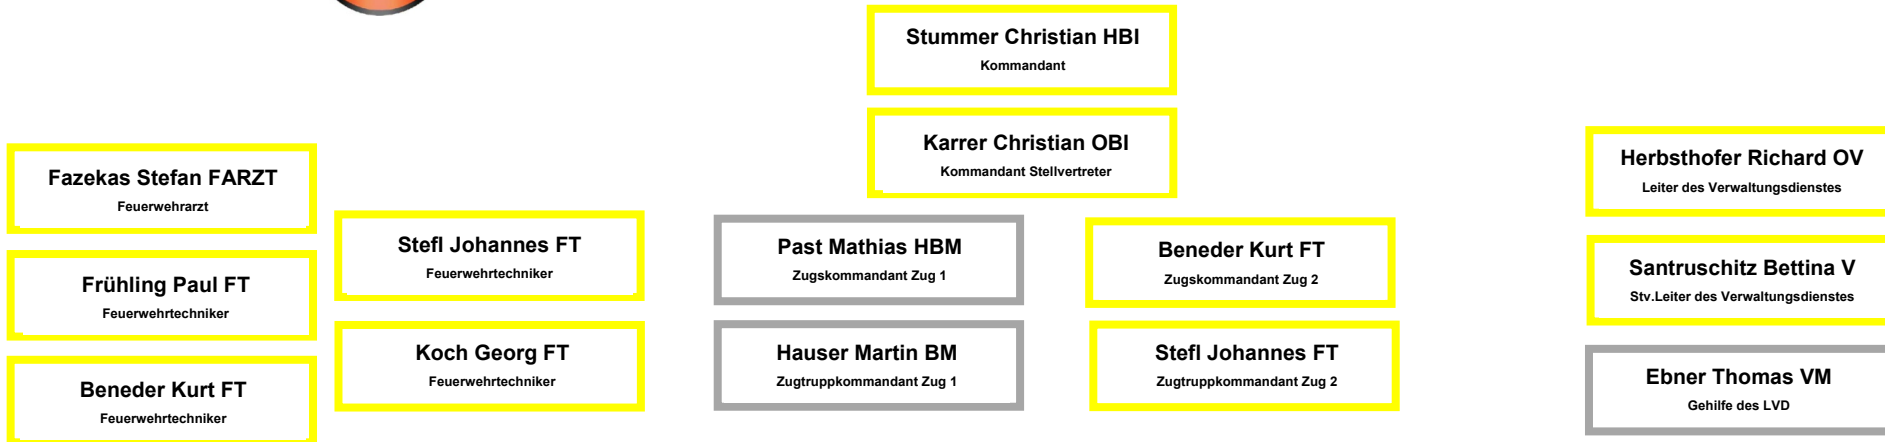 Stummer Christian HBI
Kommandant
Karrer Christian OBI
Kommandant Stellvertreter
Fazekas Stefan FARZT
Feuerwehrarzt
Frühling Paul FT
Feuerwehrtechniker
Beneder Kurt FT
Feuerwehrtechniker
Stefl Johannes FT
Feuerwehrtechniker
Koch Georg FT
Feuerwehrtechniker
Past Mathias HBM
Zugskommandant Zug 1
Hauser Martin BM
Zugtruppkommandant Zug 1
Beneder Kurt FT
Zugskommandant Zug 2
Stefl Johannes FT
Zugtruppkommandant Zug 2
Herbsthofer Richard OV
Leiter des Verwaltungsdienstes
Santruschitz Bettina V
Stv.Leiter des Verwaltungsdienstes
Ebner Thomas VM
Gehilfe des LVD